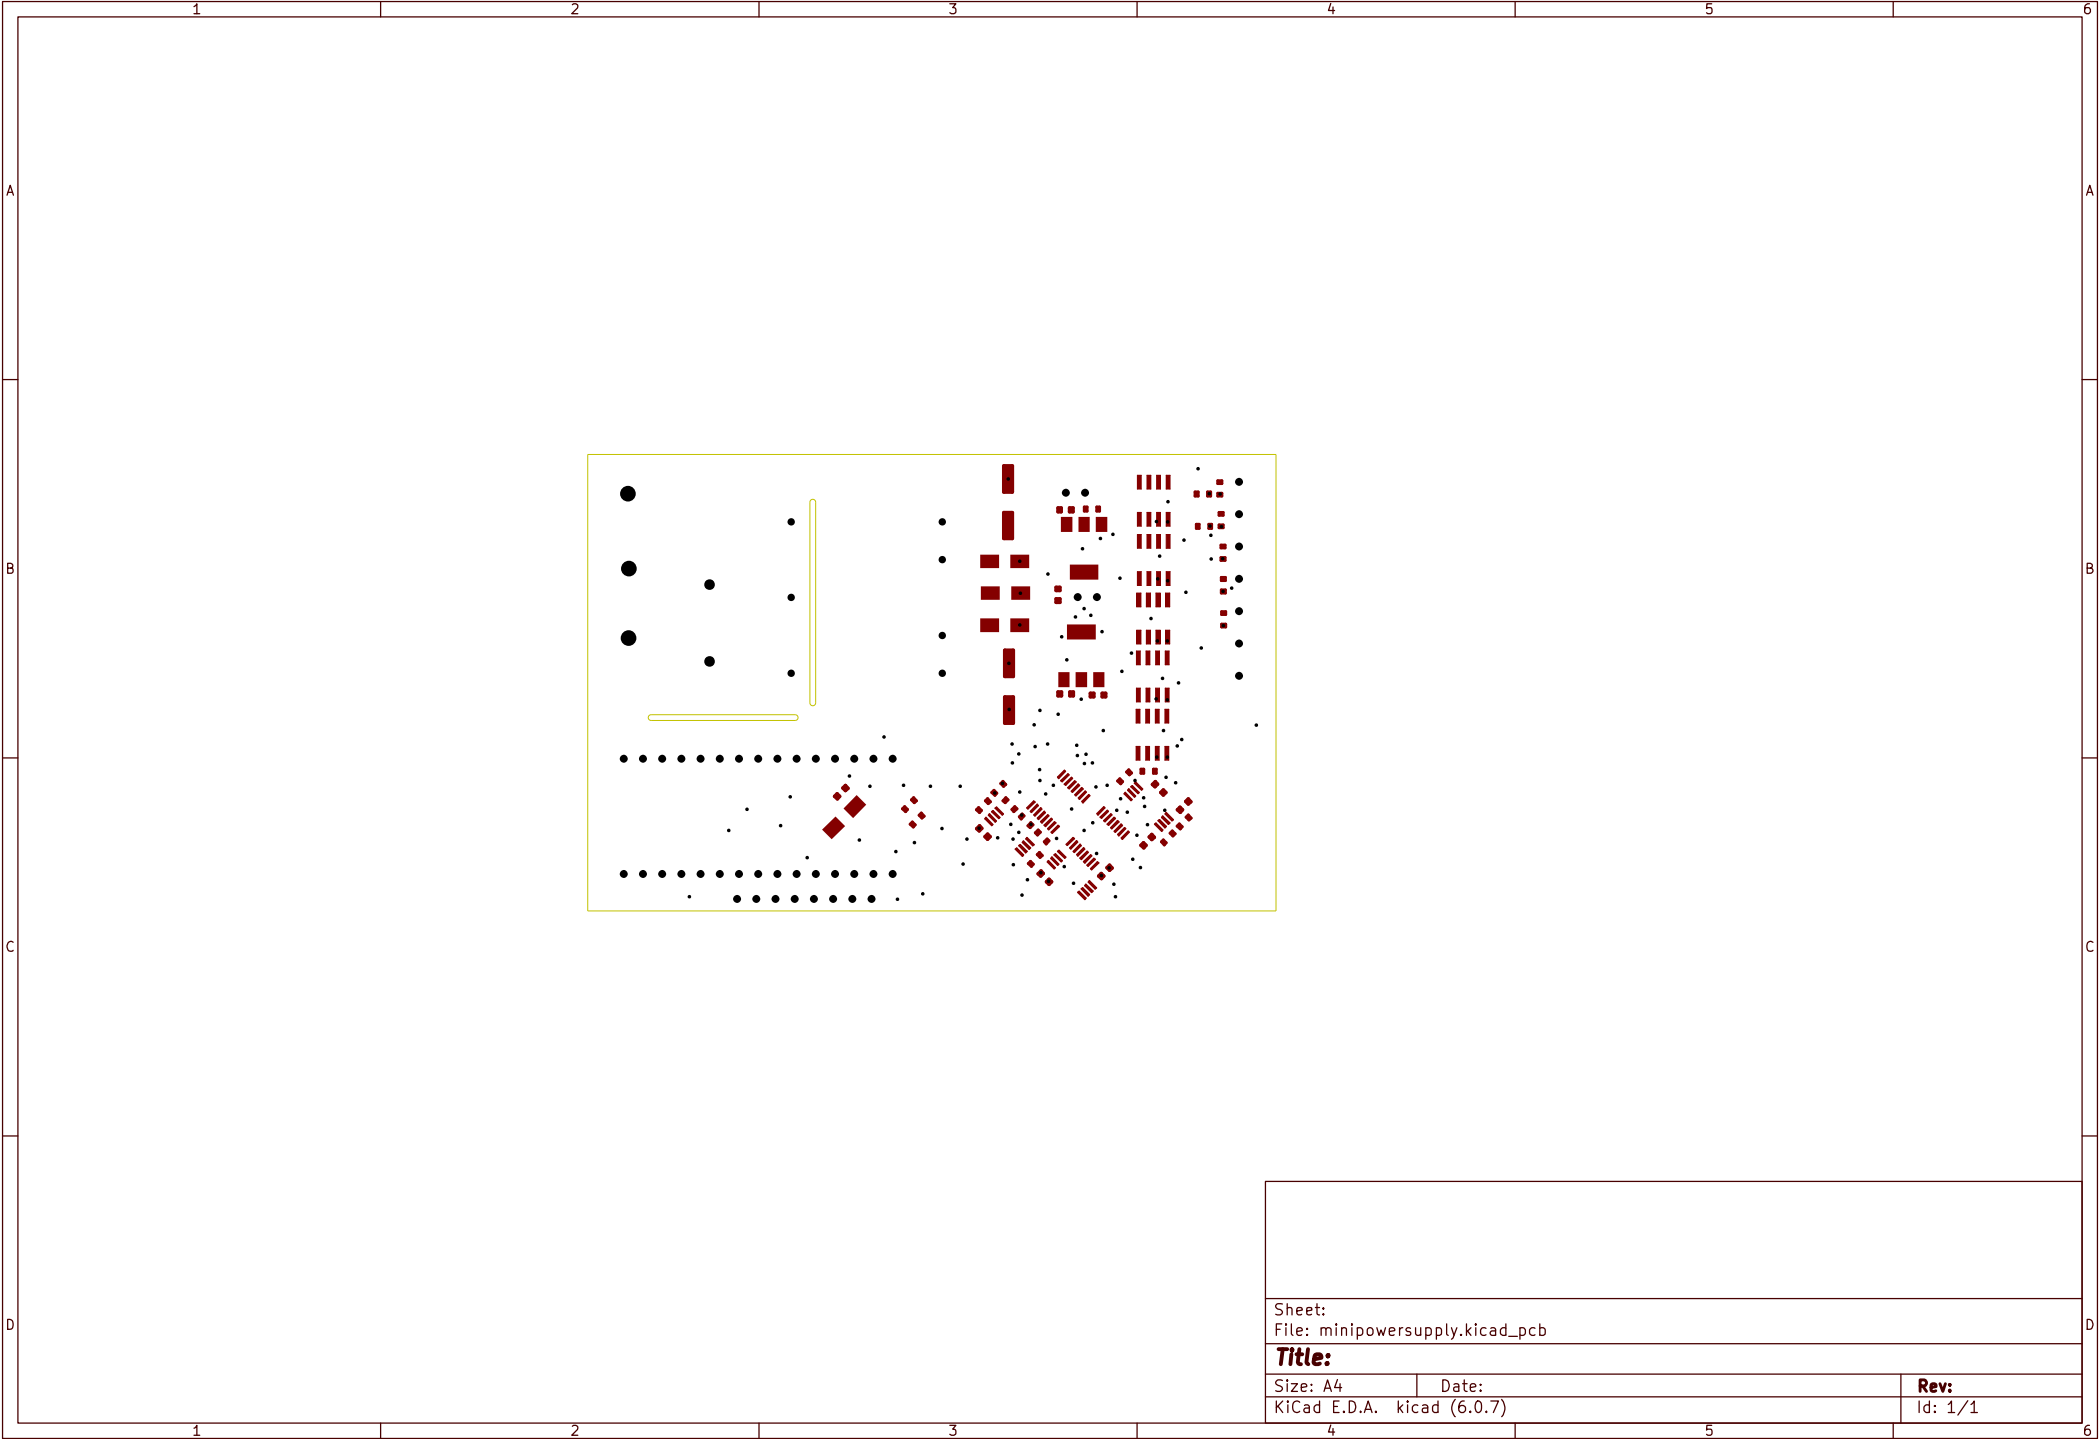 1 2 3 4 5 6
A A
B B
C C
Sheet:
File: minipowersupply.kicad_pcb
D D
Title:
Size: A4 Date: Rev:
KiCad E.D.A. kicad (6.0.7) Id: 1/1
1 2 3 4 5 6